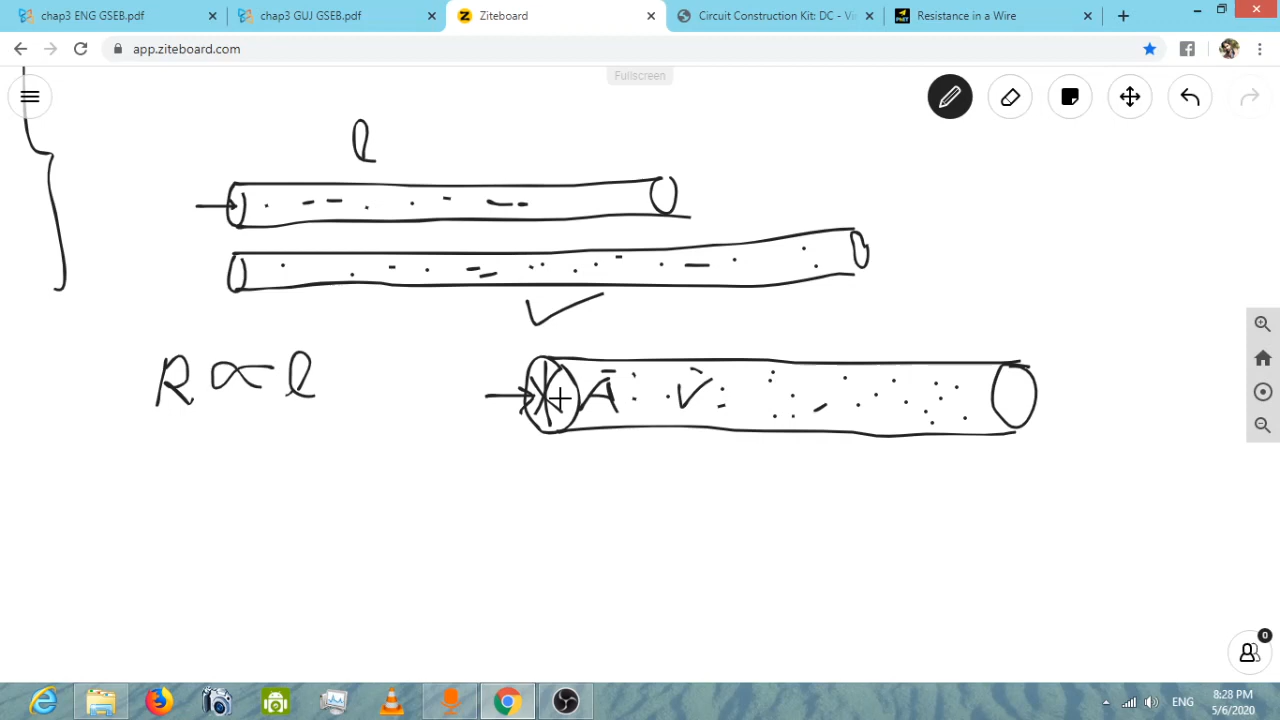 chap3 ENG GSEB.pdf
chap3 GUJ GSEB.pdf
Ziteboard
Circuit Construction Kit: DC - Vi
Resistance in a Wire
app.ziteboard.com
Fullscreen
l
R ∝ l
A
0
ENG
8:28 PM
5/6/2020